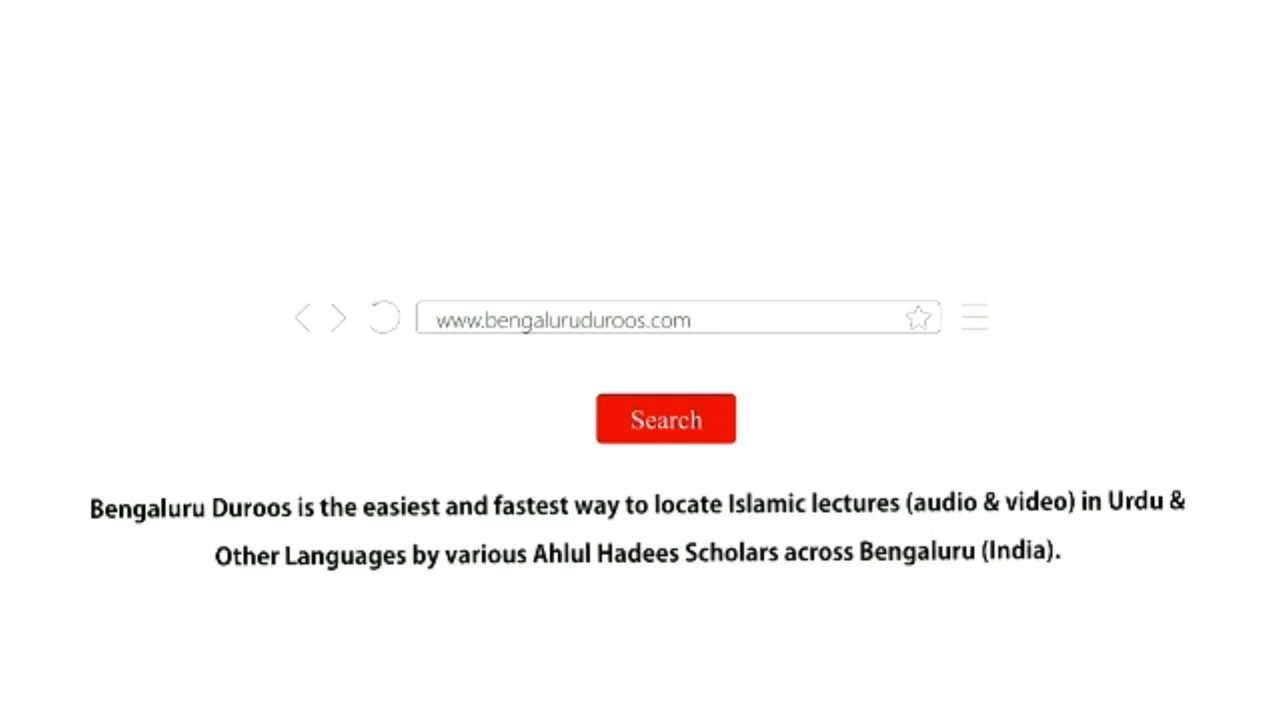 www.bengaluruduroos.com
Search
Bengaluru Duroos is the easiest and fastest way to locate Islamic lectures (audio & video) in Urdu &
Other Languages by various Ahlul Hadees Scholars across Bengaluru (India).